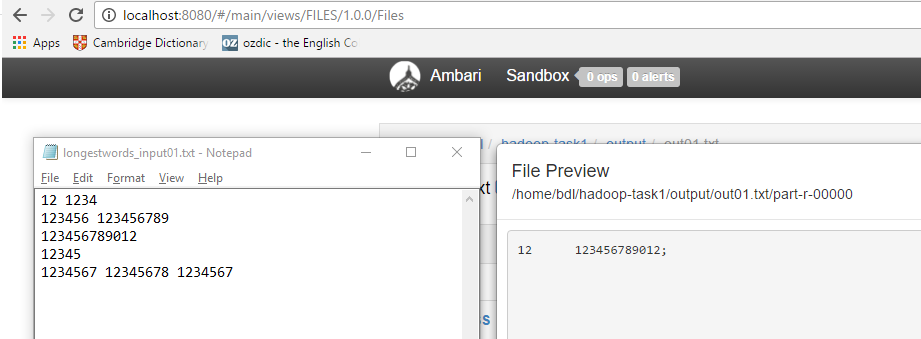 localhost:8080/#/main/views/FILES/1.0.0/Files
Apps Cambridge Dictionary OZ ozdic - the English Co
Ambari Sandbox 0 ops 0 alerts
longestwords_input01.txt - Notepad
File Edit Format View Help
12 1234
123456 123456789
123456789012
12345
1234567 12345678 1234567
hadoop-task1 / output / out01.txt
File Preview
/home/bdl/hadoop-task1/output/out01.txt/part-r-00000
12 123456789012;